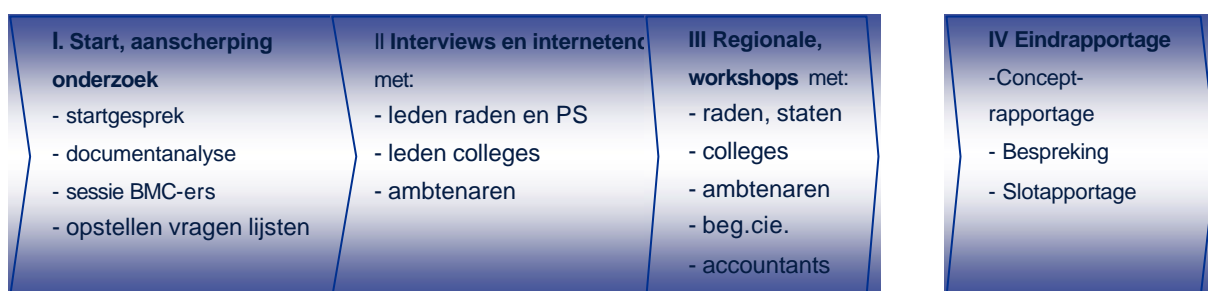 I. Start, aanscherping
onderzoek
- startgesprek
- documentanalyse
- sessie BMC-ers
- opstellen vragen lijsten
II Interviews en internetenc
met:
- leden raden en PS
- leden colleges
- ambtenaren
III Regionale,
workshops met:
- raden, staten
- colleges
- ambtenaren
- beg.cie.
- accountants
IV Eindrapportage
-Concept-
rapportage
- Bespreking
- Slotapportage